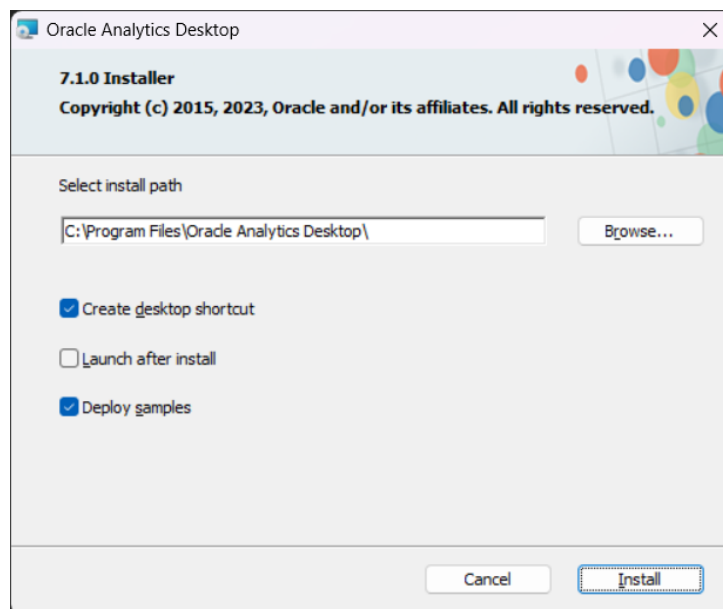 Oracle Analytics Desktop
7.1.0 Installer
Copyright (c) 2015, 2023, Oracle and/or its affiliates. All rights reserved.
Select install path
C:\Program Files\Oracle Analytics Desktop\
Browse...
Create desktop shortcut
Launch after install
Deploy samples
Cancel
Install